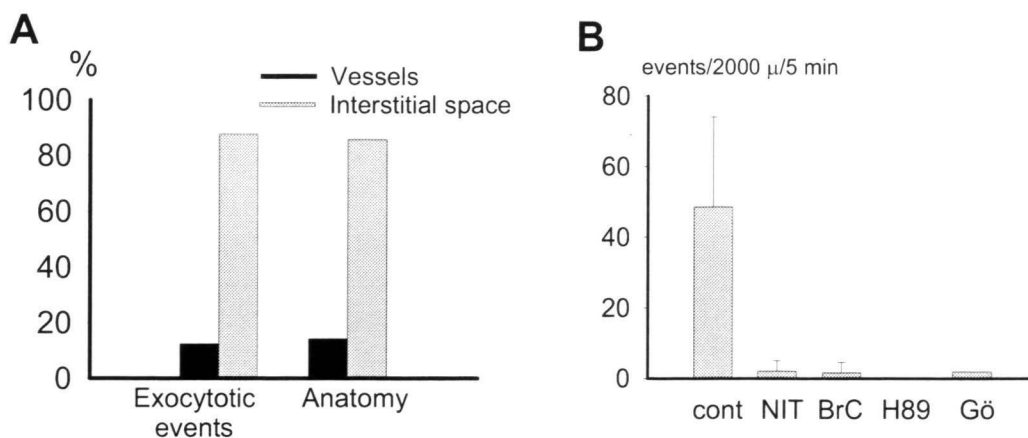 A
%
Vessels
Interstitial space
100
80
60
40
20
0
Exocytotic
events
Anatomy
B
events/2000 μ/5 min
80
60
40
20
0
cont NIT BrC H89 Gö